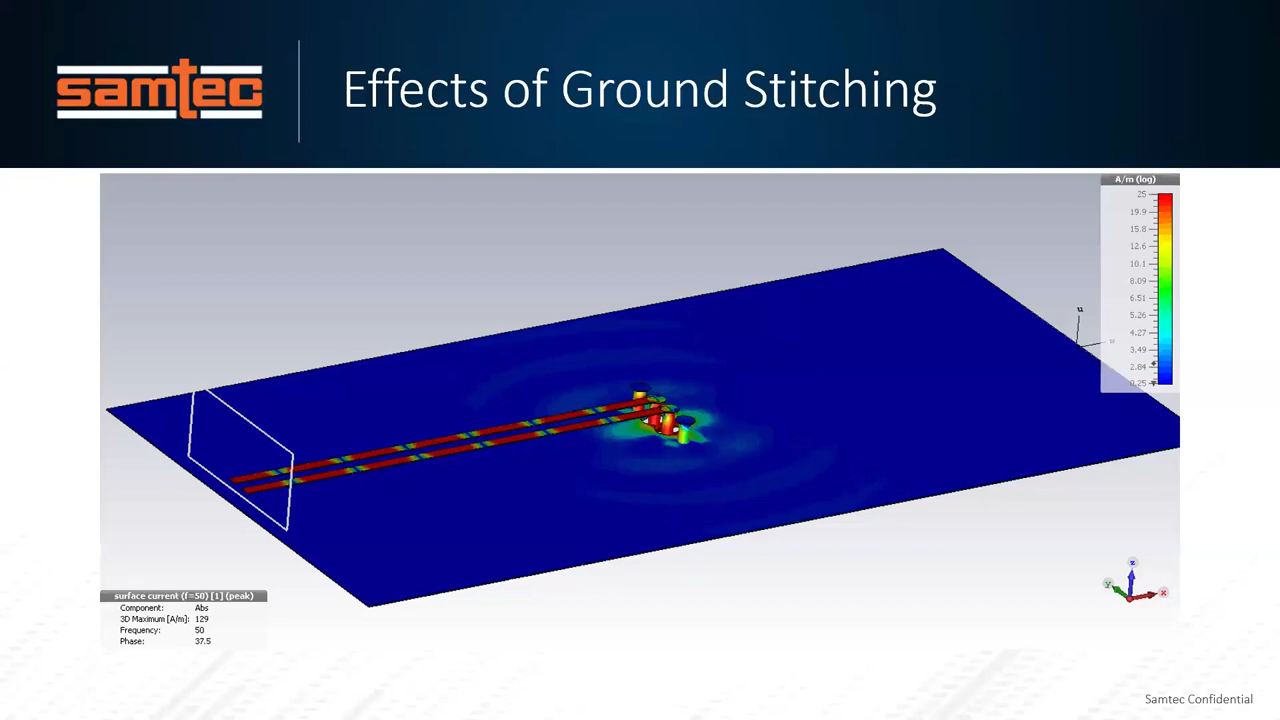 samtec
Effects of Ground Stitching
A/m (log)
25
19.9
15.8
12.6
10.1
8.09
6.51
5.26
4.27
3.49
2.84
0.25
u
z
y
x
surface current (f=50) [1] (peak)
Component: Abs
3D Maximum [A/m]: 129
Frequency: 50
Phase: 37.5
Samtec Confidential